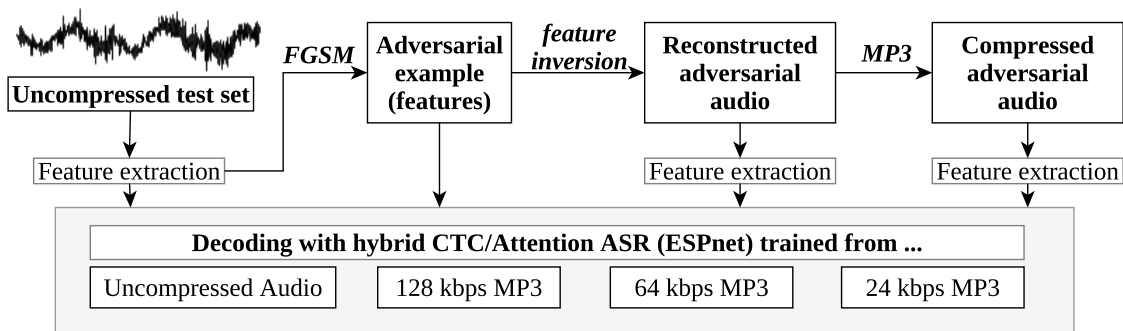 Uncompressed test set
FGSM
Adversarial
example
(features)
feature
inversion
Reconstructed
adversarial
audio
MP3
Compressed
adversarial
audio
Feature extraction
Feature extraction
Feature extraction
Decoding with hybrid CTC/Attention ASR (ESPnet) trained from ...
Uncompressed Audio
128 kbps MP3
64 kbps MP3
24 kbps MP3